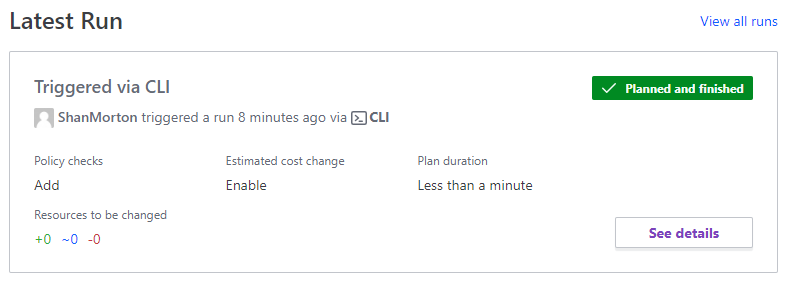 Latest Run
View all runs
Triggered via CLI
Planned and finished
ShanMorton triggered a run 8 minutes ago via CLI
Policy checks
Estimated cost change
Plan duration
Add
Enable
Less than a minute
Resources to be changed
+0 ~0 -0
See details